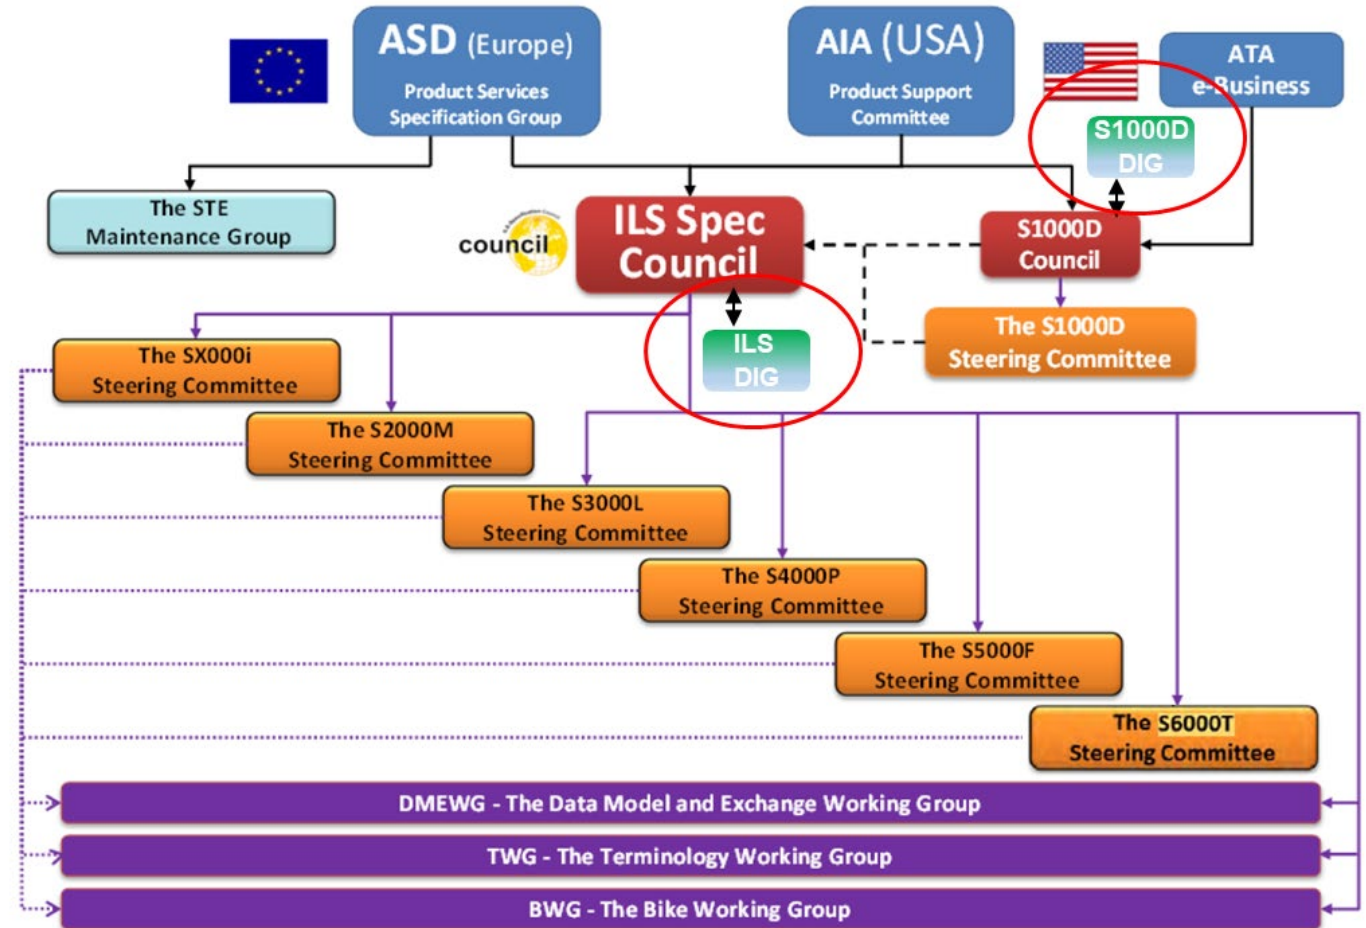 ASD (Europe)
Product Services
Specification Group
AIA (USA)
Product Support
Committee
ATA
e-Business
S1000D
DIG
The STE
Maintenance Group
council
ILS Spec
Council
S1000D
Council
ILS
DIG
The S1000D
Steering Committee
The SX000i
Steering Committee
The S2000M
Steering Committee
The S3000L
Steering Committee
The S4000P
Steering Committee
The S5000F
Steering Committee
The S6000T
Steering Committee
DMEWG - The Data Model and Exchange Working Group
TWG - The Terminology Working Group
BWG - The Bike Working Group